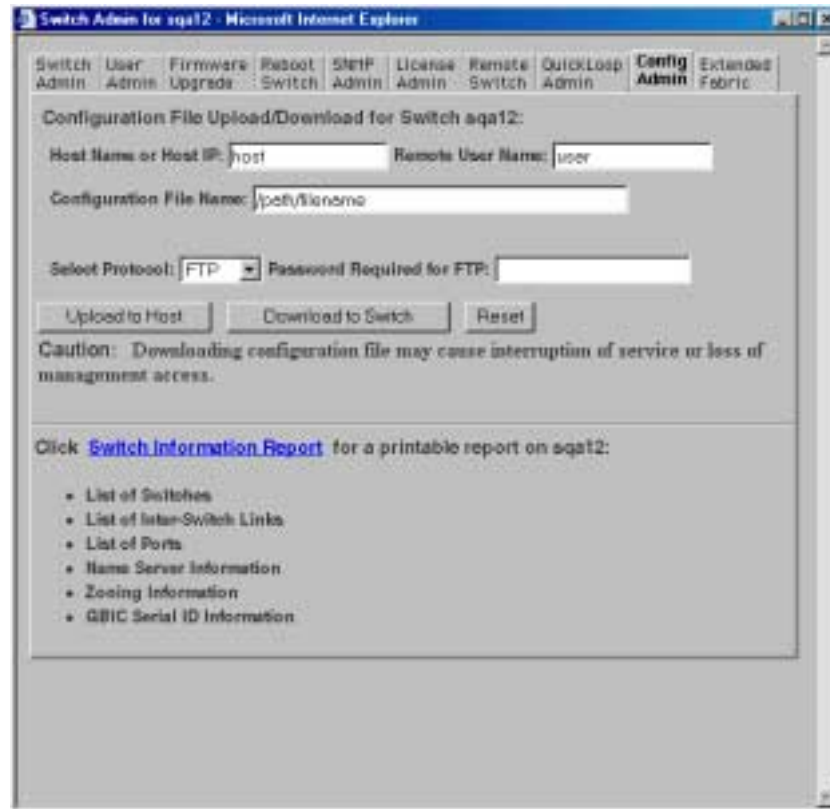 Switch Admin for sqa12 - Microsoft Internet Explorer
Switch Admin
User Admin
Firmware Upgrade
Reboot Switch
SNMP Admin
License Admin
Remote Switch
QuickLoop Admin
Config Admin
Extended Fabric
Configuration File Upload/Download for Switch sqa12:
Host Name or Host IP: host Remote User Name: user
Configuration File Name: /path/filename
Select Protocol: FTP Password Required for FTP:
Upload to Host Download to Switch Reset
Caution: Downloading configuration file may cause interruption of service or loss of
management access.
Click Switch Information Report for a printable report on sqa12:
• List of Switches
• List of Inter-Switch Links
• List of Ports
• Name Server Information
• Zoning Information
• GBIC Serial ID Information